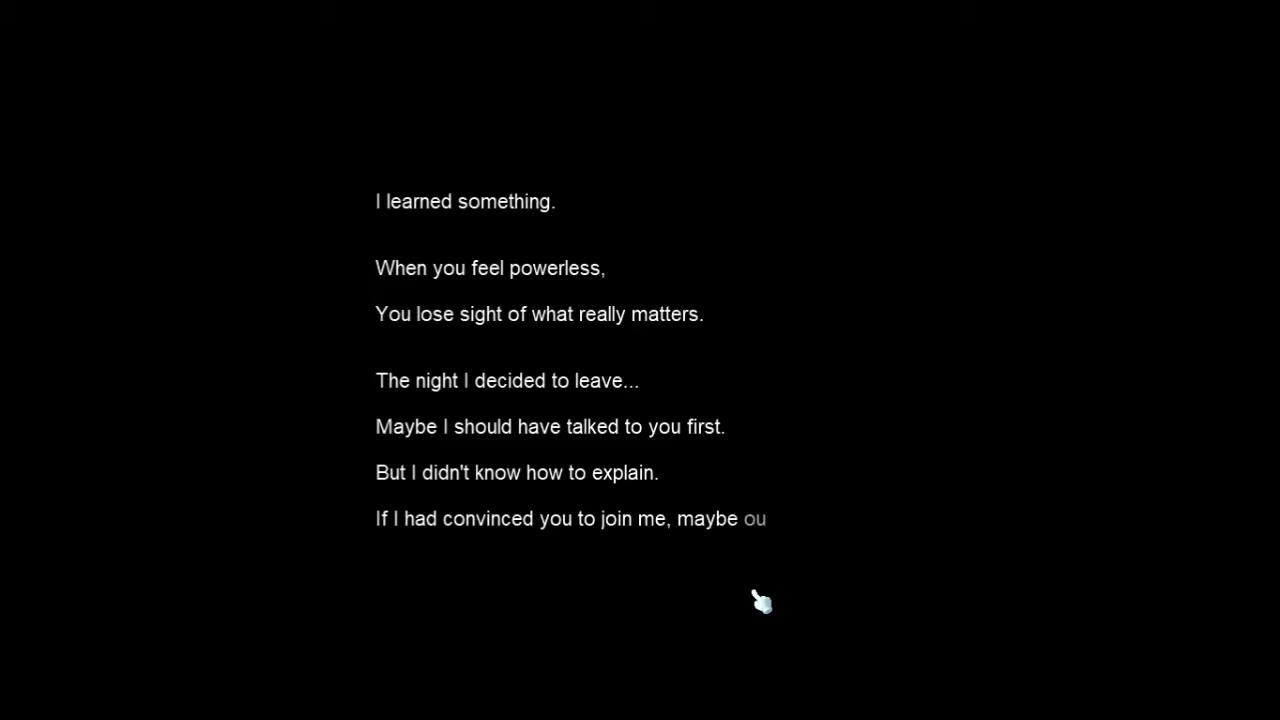 I learned something.
When you feel powerless,
You lose sight of what really matters.
The night I decided to leave...
Maybe I should have talked to you first.
But I didn't know how to explain.
If I had convinced you to join me, maybe ou